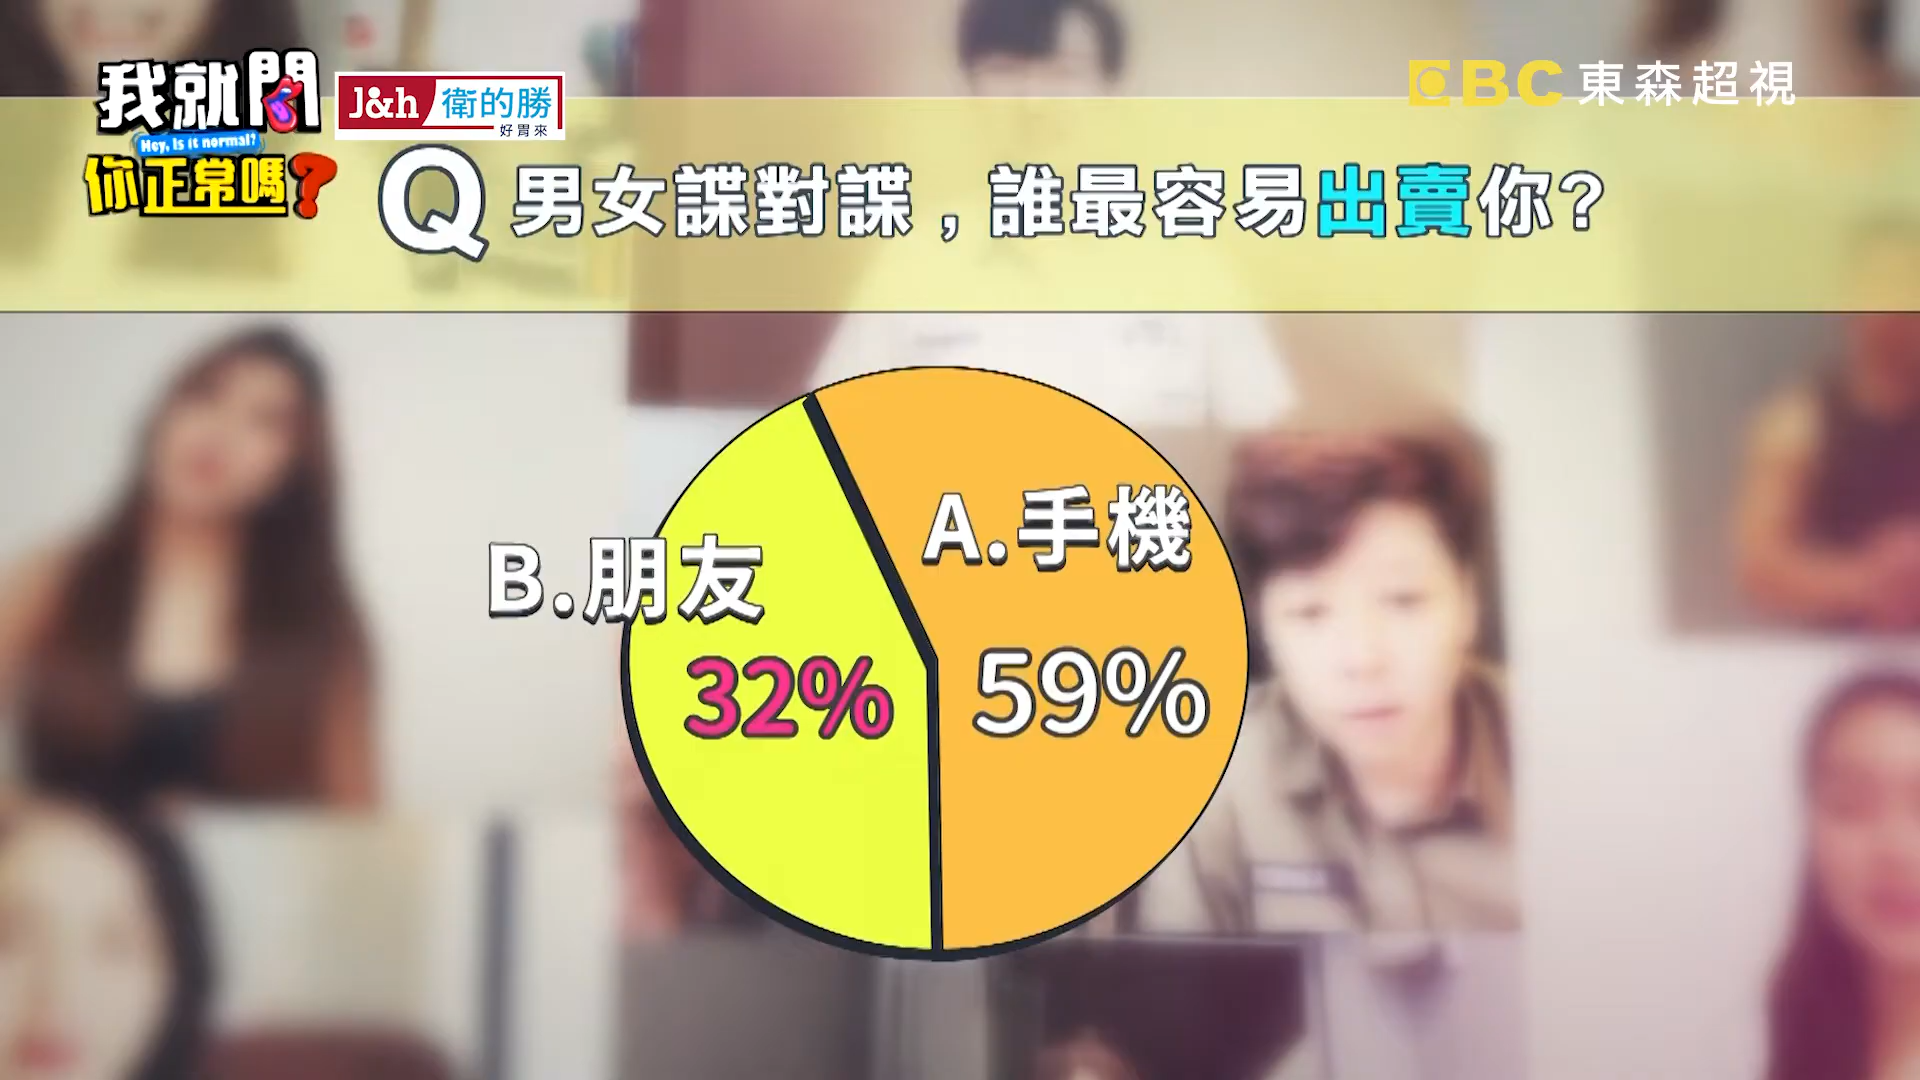 我就問
Hey, is it normal?
你正常嗎?
J&h 衛的勝
好胃來
EBC 東森超視
Q 男女諜對諜，誰最容易出賣你?
A.手機
59%
B.朋友
32%